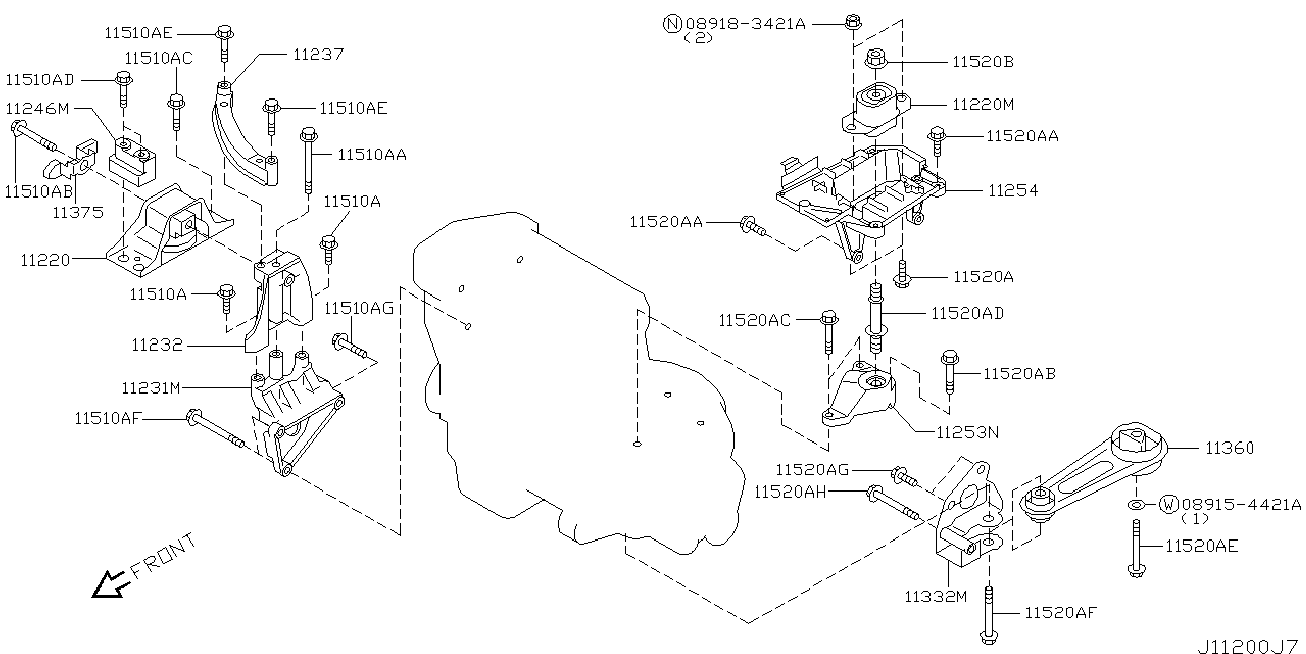 11510AE
11510AC
11237
11510AD
11246M
11510AE
11510AA
11510AB
11375
11510A
11220
11510A
11510AG
11232
11231M
11510AF
FRONT
N 08918-3421A
(2)
11520B
11220M
11520AA
11254
11520AA
11520A
11520AD
11520AC
11520AB
11253N
11360
11520AG
11520AH
W 08915-4421A
(1)
11520AE
11332M
11520AF
J11200J7